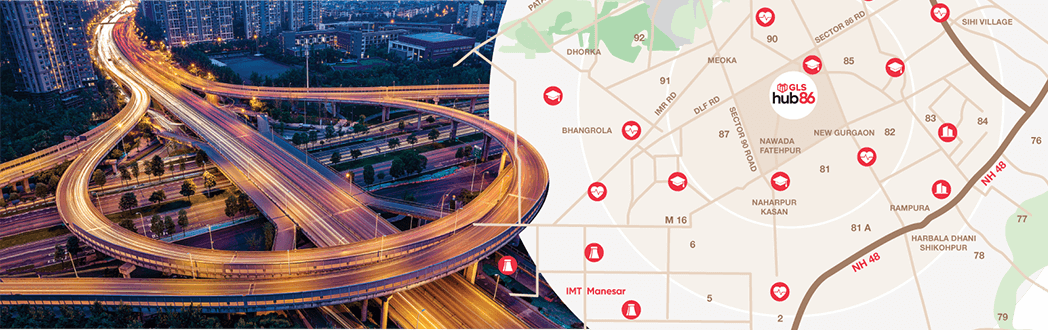 PATA
SIHI VILLAGE
SECTOR 86 RD
92
90
DHORKA
MEOKA
85
91
GLS
hub86
IMR RD
DLF RD
83
84
BHANGROLA
87
SECTOR 90 ROAD
NEW GURGAON
82
76
NAWADA
FATEHPUR
81
NH 48
NAHARPUR
KASAN
RAMPURA
M 16
77
81 A
HARBALA DHANI
SHIKOHPUR
6
78
NH 48
IMT Manesar
5
2
79